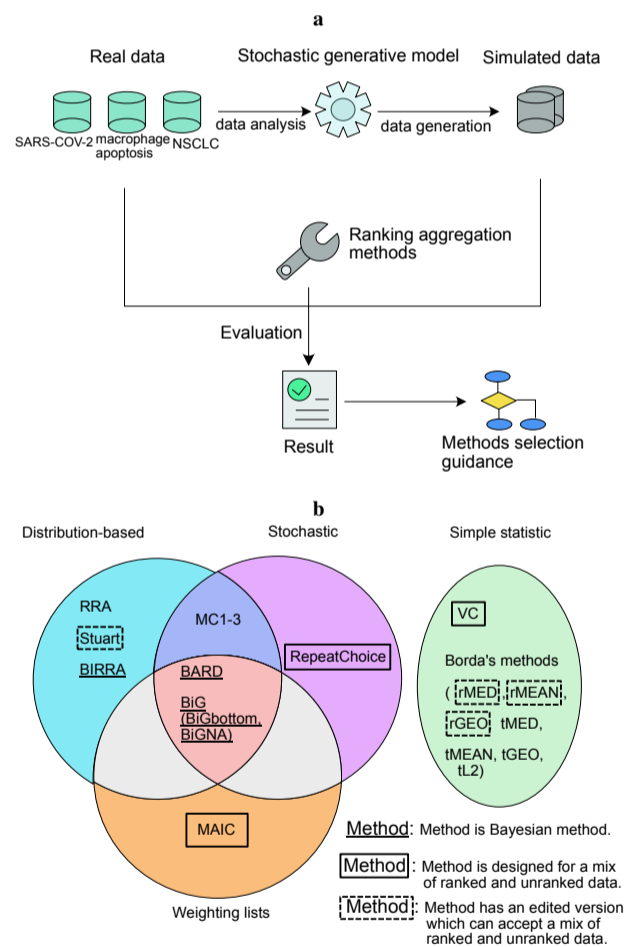 a
Real data
Stochastic generative model
Simulated data
SARS-COV-2
macrophage
apoptosis
NSCLC
data analysis
data generation
Ranking aggregation
methods
Evaluation
Result
Methods selection
guidance
b
Distribution-based
Stochastic
Simple statistic
RRA
Stuart
BIRRA
MC1-3
BARD
BiG
(BiGbottom,
BiGNA)
RepeatChoice
MAIC
Weighting lists
VC
Borda's methods
( rMED, rMEAN,
rGEO tMED,
tMEAN, tGEO,
tL2)
Method: Method is Bayesian method.
Method: Method is designed for a mix
of ranked and unranked data.
Method: Method has an edited version
which can accept a mix of
ranked and unranked data.